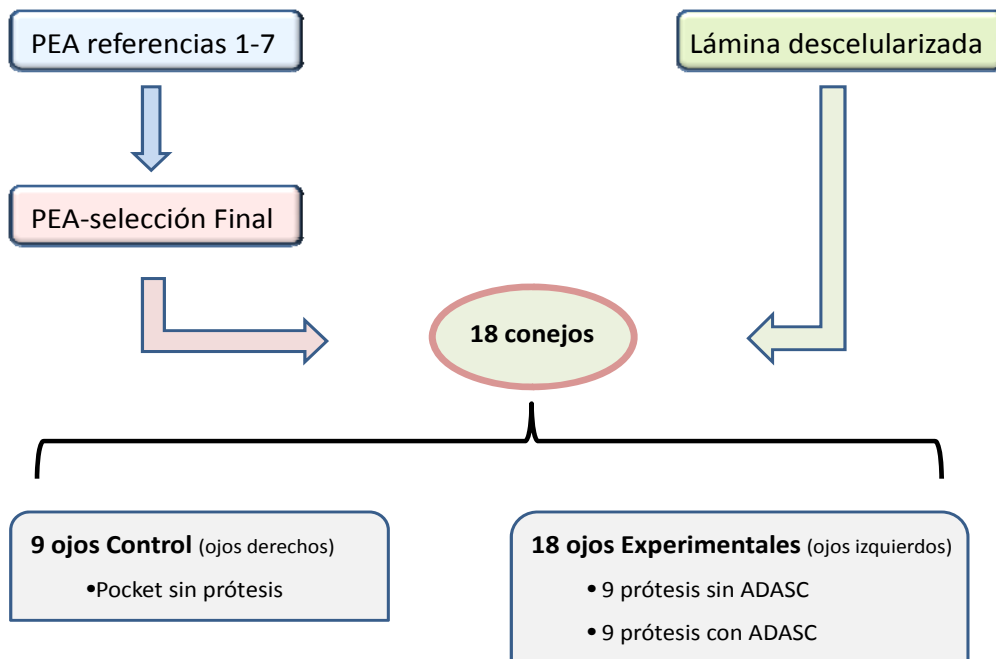 PEA referencias 1-7
Lámina descelularizada
PEA-selección Final
18 conejos
9 ojos Control (ojos derechos)
•Pocket sin prótesis
18 ojos Experimentales (ojos izquierdos)
• 9 prótesis sin ADASC
• 9 prótesis con ADASC